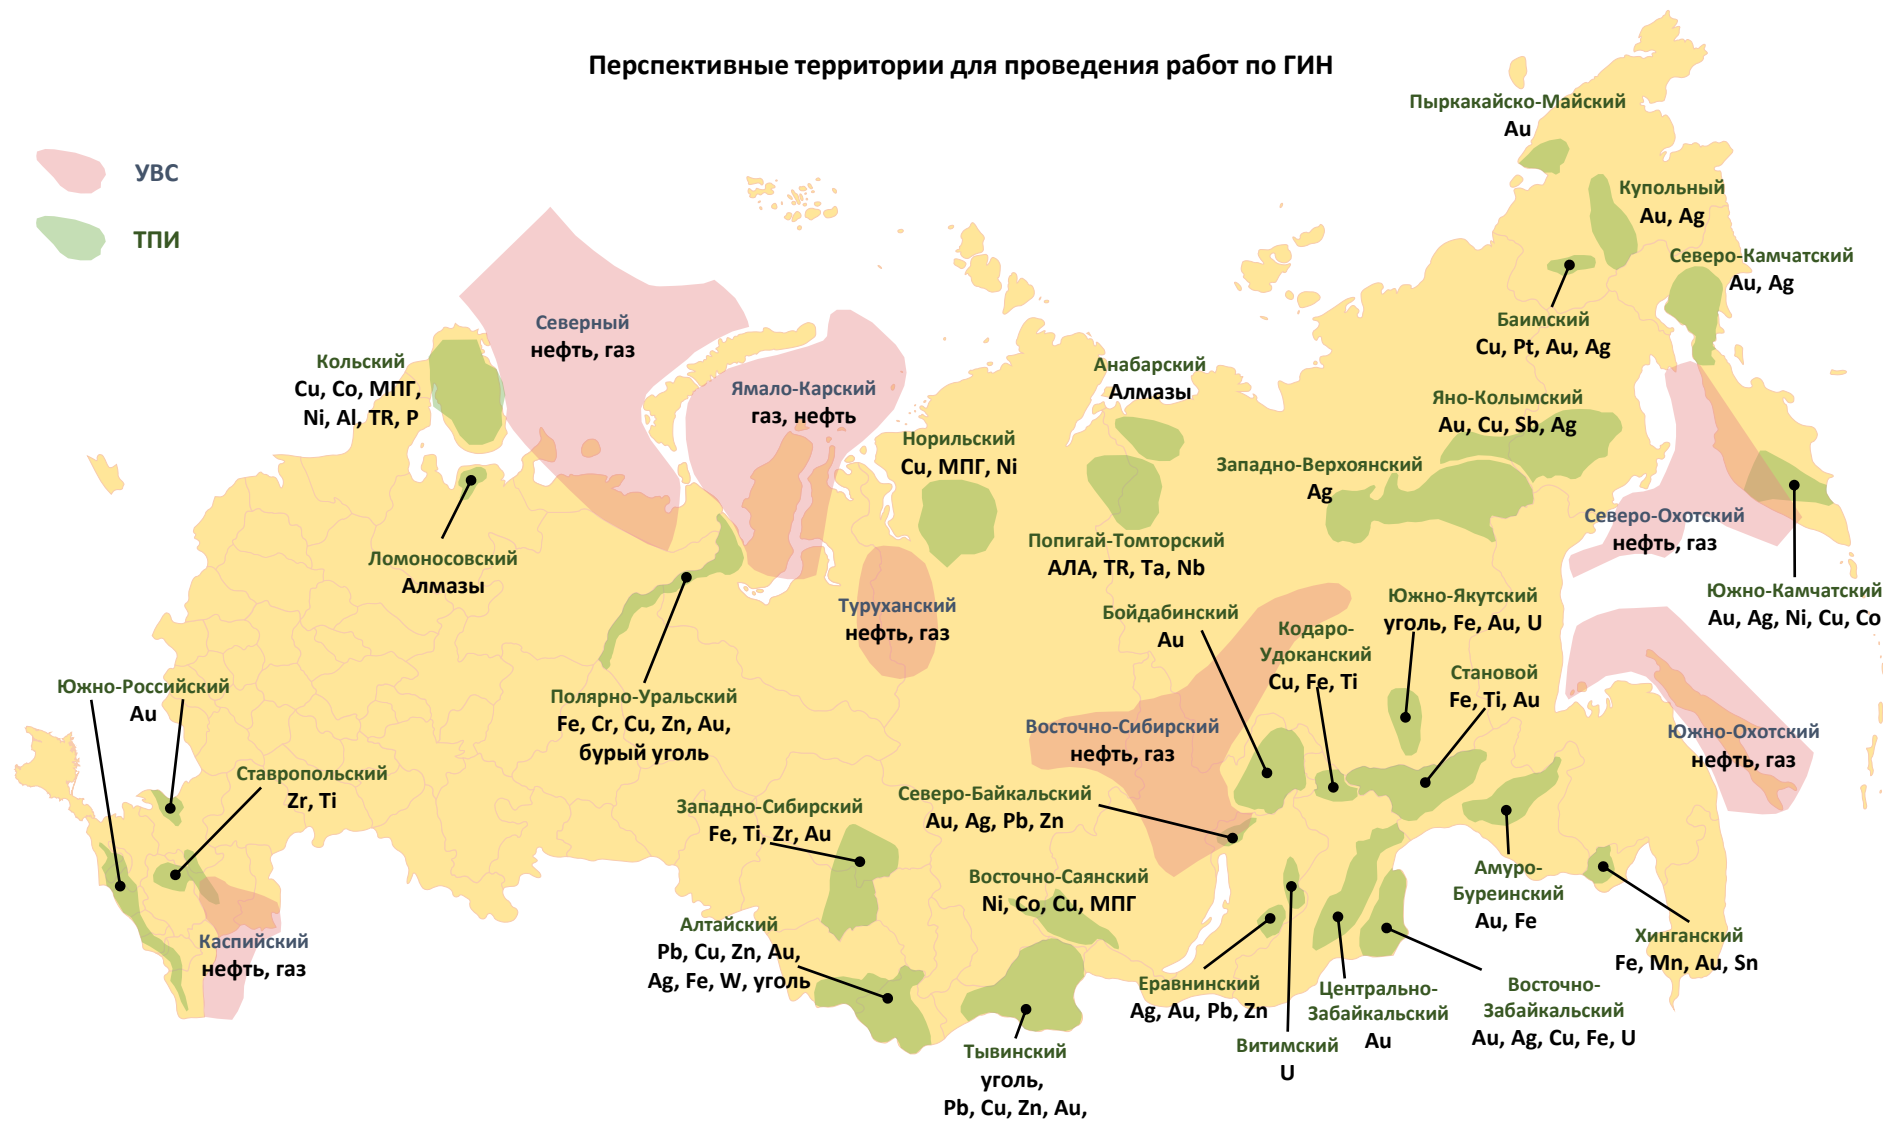 Перспективные территории для проведения работ по ГИН
УВС
ТПИ
Пыркакайско-Майский
Au
Купольный
Au, Ag
Северо-Камчатский
Au, Ag
Баимский
Cu, Pt, Au, Ag
Северный
нефть, газ
Кольский
Cu, Co, МПГ,
Ni, Al, TR, P
Ямало-Карский
газ, нефть
Анабарский
Алмазы
Яно-Колымский
Au, Cu, Sb, Ag
Норильский
Cu, МПГ, Ni
Западно-Верхоянский
Ag
Северо-Охотский
нефть, газ
Ломоносовский
Алмазы
Попигай-Томторский
АЛА, TR, Ta, Nb
Туруханский
нефть, газ
Бойдабинский
Au
Кодаро-
Удоканский
Cu, Fe, Ti
Южно-Якутский
уголь, Fe, Au, U
Южно-Камчатский
Au, Ag, Ni, Cu, Co
Становой
Fe, Ti, Au
Южно-Российский
Au
Полярно-Уральский
Fe, Cr, Cu, Zn, Au,
бурый уголь
Восточно-Сибирский
нефть, газ
Южно-Охотский
нефть, газ
Ставропольский
Zr, Ti
Западно-Сибирский
Fe, Ti, Zr, Au
Северо-Байкальский
Au, Ag, Pb, Zn
Восточно-Саянский
Ni, Co, Cu, МПГ
Амуро-
Буреинский
Au, Fe
Алтайский
Pb, Cu, Zn, Au,
Ag, Fe, W, уголь
Каспийский
нефть, газ
Хинганский
Fe, Mn, Au, Sn
Еравнинский
Ag, Au, Pb, Zn
Центрально-
Забайкальский
Au
Восточно-
Забайкальский
Au, Ag, Cu, Fe, U
Витимский
U
Тывинский
уголь,
Pb, Cu, Zn, Au,